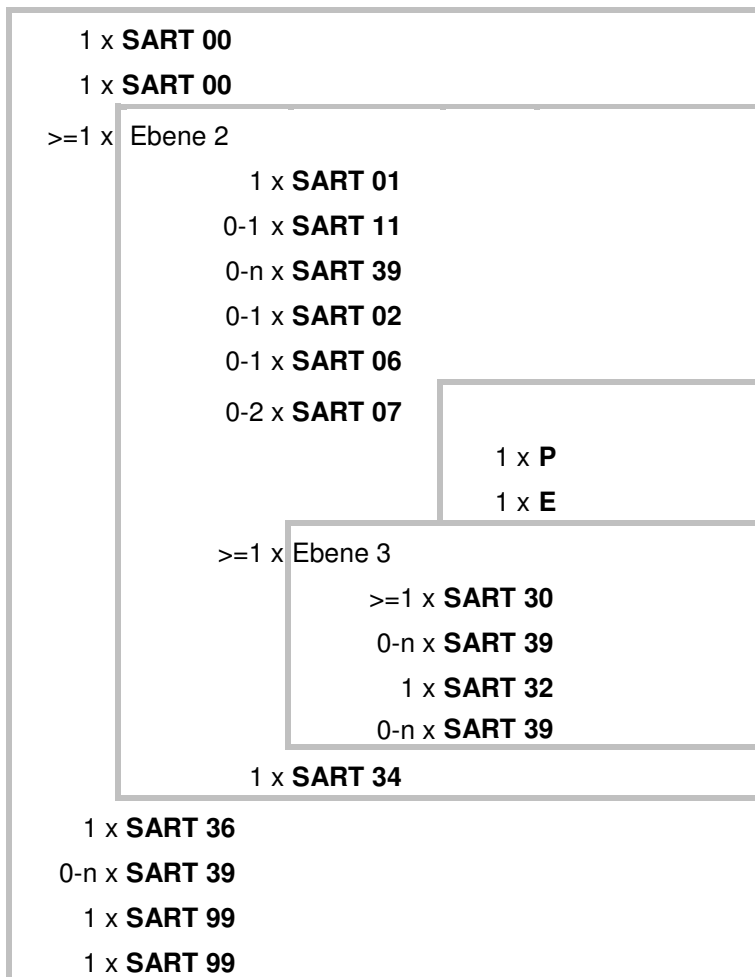 1 x SART 00
1 x SART 00
>=1 x Ebene 2
1 x SART 01
0-1 x SART 11
0-n x SART 39
0-1 x SART 02
0-1 x SART 06
0-2 x SART 07
1 x P
1 x E
>=1 x Ebene 3
>=1 x SART 30
0-n x SART 39
1 x SART 32
0-n x SART 39
1 x SART 34
1 x SART 36
0-n x SART 39
1 x SART 99
1 x SART 99